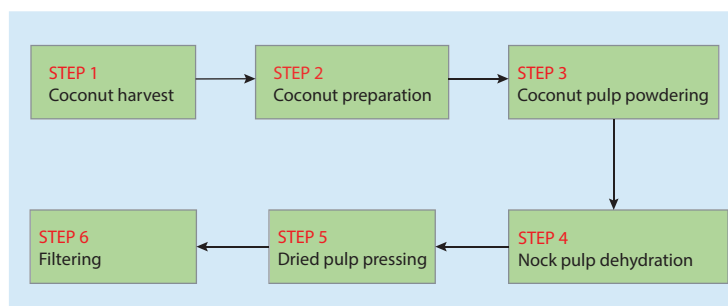 STEP 1
Coconut harvest
STEP 2
Coconut preparation
STEP 3
Coconut pulp powdering
STEP 4
Nock pulp dehydration
STEP 5
Dried pulp pressing
STEP 6
Filtering